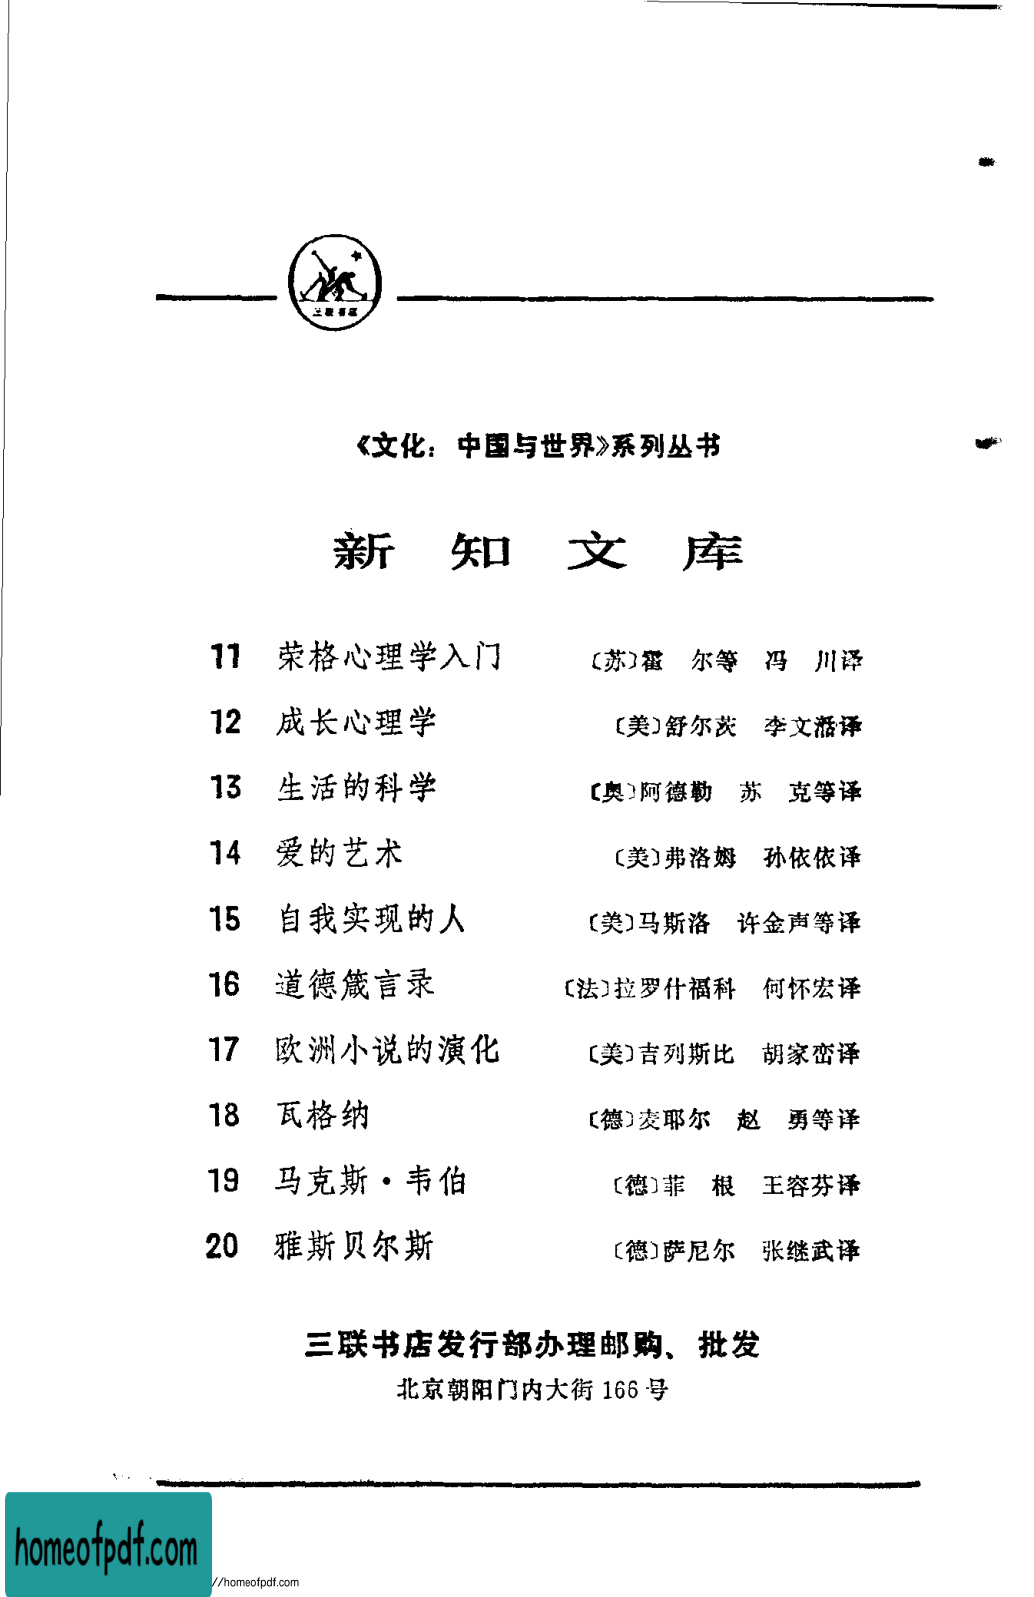 三联书店
《文化：中国与世界》系列丛书
新 知 文 库
11 荣格心理学入门 〔苏〕霍 尔等 冯 川译
12 成长心理学 〔美〕舒尔茨 李文湉译
13 生活的科学 〔奥〕阿德勒 苏 克等译
14 爱的艺术 〔美〕弗洛姆 孙依依译
15 自我实现的人 〔美〕马斯洛 许金声等译
16 道德箴言录 〔法〕拉罗什福科 何怀宏译
17 欧洲小说的演化 〔美〕吉列斯比 胡家峦译
18 瓦格纳 〔德〕麦耶尔 赵 勇等译
19 马克斯·韦伯 〔德〕菲 根 王容芬译
20 雅斯贝尔斯 〔德〕萨尼尔 张继武译
三联书店发行部办理邮购、批发
北京朝阳门内大街 166 号
homeofpdf.com
//homeofpdf.com